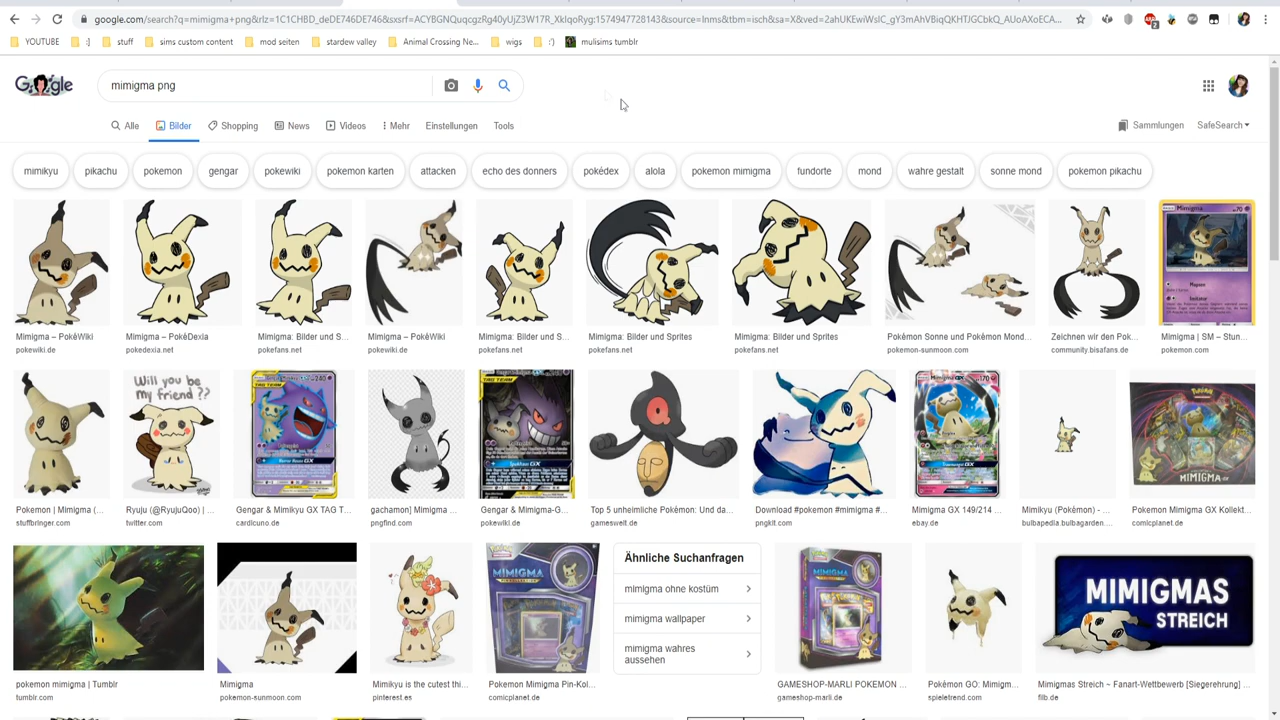 google.com/search?q=mimigma+png&rlz=1C1CHBD_deDE746DE746&sxsrf=ACYBGNQuqcgzRg40yUjZ3W17R_XkIqoRyg:1574947728143&source=lnms&tbm=isch&sa=X&ved=2ahUKEwiWsIC_gY3mAhVBiqQKHTJGCbkQ_AUoAXoECA...
YOUTUBE :] stuff sims custom content mod seiten stardew valley Animal Crossing Ne... wigs :') mulisims tumblr
Google mimigma png
Alle Bilder Shopping News Videos Mehr Einstellungen Tools Sammlungen SafeSearch
mimikyu pikachu pokemon gengar pokewiki pokemon karten attacken echo des donners pokédex alola pokemon mimigma fundorte mond wahre gestalt sonne mond pokemon pikachu
Mimigma – PokéWiki Mimigma – PokéDexia Mimigma: Bilder und S... Mimigma – PokéWiki Mimigma: Bilder und S... Mimigma: Bilder und Sprites Mimigma: Bilder und Sprites Pokémon Sonne und Pokémon Mond... Zeichnen wir den Pok... Mimigma | SM – Stun...
pokewiki.de pokedexia.net pokefans.net pokewiki.de pokefans.net pokefans.net pokefans.net pokemon-sunmoon.com community.bisafans.de pokemon.com
Will you be
my friend ??
Pokemon | Mimigma (... Ryuju (@RyujuQoo) | ... Gengar & Mimikyu GX TAG T... gachamon] Mimigma ... Gengar & Mimigma-G... Top 5 unheimliche Pokémon: Und da... Download #pokemon #mimigma #... Mimigma GX 149/214 ... Mimikyu (Pokémon) - ... Pokemon Mimigma GX Kollekt...
stuffbringer.com twitter.com cardicuno.de pngfind.com pokewiki.de gameswelt.de pngkit.com ebay.de bulbapedia.bulbagarden.... comicplanet.de
Ähnliche Suchanfragen
mimigma ohne kostüm
mimigma wallpaper
mimigma wahres
aussehen
MIMIGMA
MIMIGMA
MIMIGMAS
STREICH
pokemon mimigma | Tumblr Mimigma Mimikyu is the cutest thi... Pokemon Mimigma Pin-Kol... GAMESHOP-MARLI POKEMON ... Pokémon GO: Mimigm... Mimigmas Streich ~ Fanart-Wettbewerb [Siegerehrung] ...
tumblr.com pokemon-sunmoon.com pinterest.es comicplanet.de gameshop-marli.de spieletrend.com filb.de